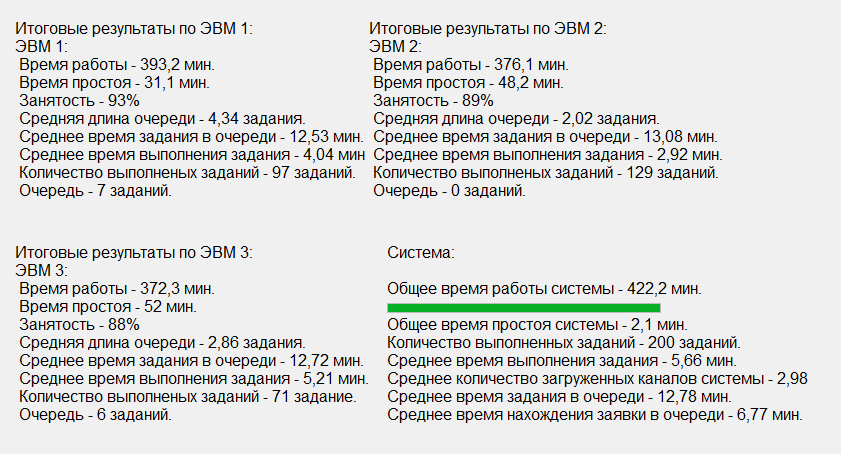 Итоговые результаты по ЭВМ 1:
ЭВМ 1:
Время работы - 393,2 мин.
Время простоя - 31,1 мин.
Занятость - 93%
Средняя длина очереди - 4,34 задания.
Среднее время задания в очереди - 12,53 мин.
Среднее время выполнения задания - 4,04 мин
Количество выполненых заданий - 97 заданий.
Очередь - 7 заданий.
Итоговые результаты по ЭВМ 2:
ЭВМ 2:
Время работы - 376,1 мин.
Время простоя - 48,2 мин.
Занятость - 89%
Средняя длина очереди - 2,02 задания.
Среднее время задания в очереди - 13,08 мин.
Среднее время выполнения задания - 2,92 мин.
Количество выполненых заданий - 129 заданий.
Очередь - 0 заданий.
Итоговые результаты по ЭВМ 3:
ЭВМ 3:
Время работы - 372,3 мин.
Время простоя - 52 мин.
Занятость - 88%
Средняя длина очереди - 2,86 задания.
Среднее время задания в очереди - 12,72 мин.
Среднее время выполнения задания - 5,21 мин.
Количество выполненых заданий - 71 задание.
Очередь - 6 заданий.
Система:
Общее время работы системы - 422,2 мин.
Общее время простоя системы - 2,1 мин.
Количество выполненных заданий - 200 заданий.
Среднее время выполнения задания - 5,66 мин.
Среднее количество загруженных каналов системы - 2,98
Среднее время задания в очереди - 12,78 мин.
Среднее время нахождения заявки в очереди - 6,77 мин.